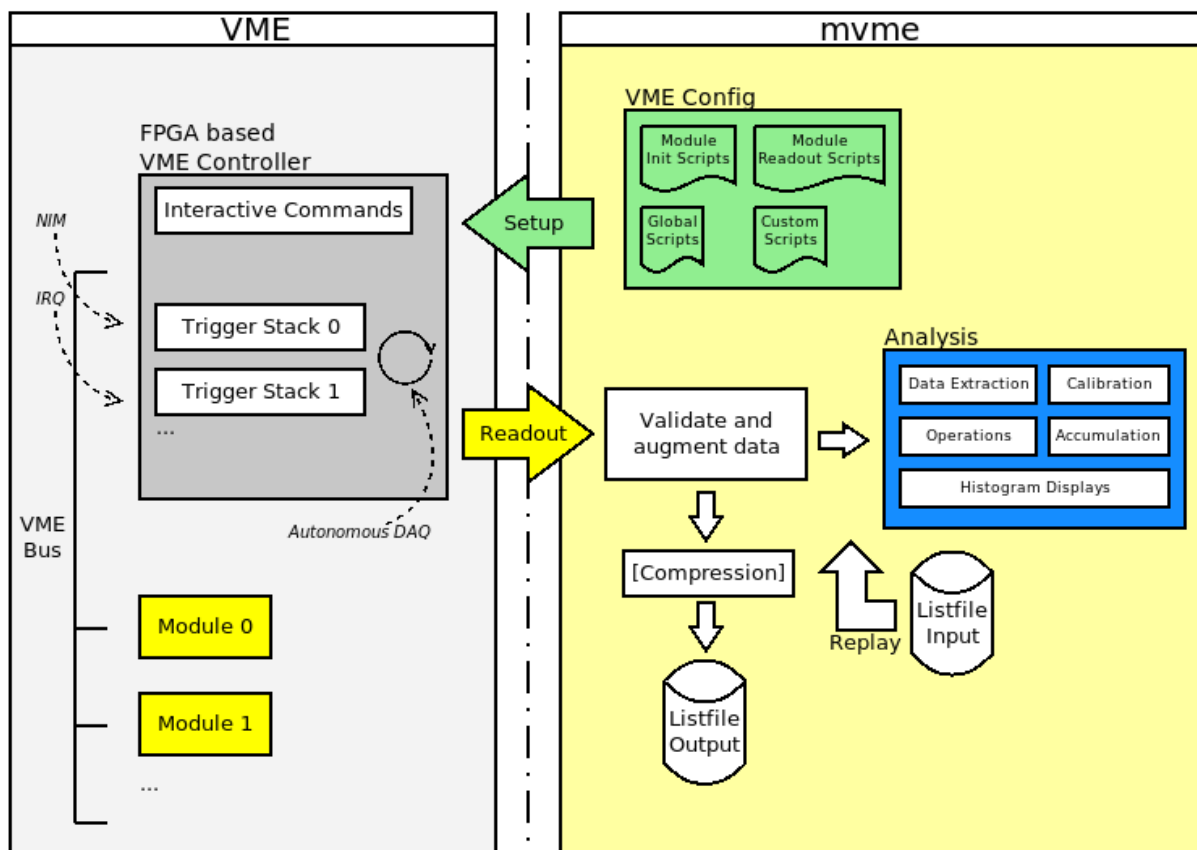 VME
mvme
FPGA based
VME Controller
Interactive Commands
NIM
IRQ
Trigger Stack 0
Trigger Stack 1
...
Autonomous DAQ
VME
Bus
Module 0
Module 1
...
Setup
Readout
VME Config
Module
Init Scripts
Module
Readout Scripts
Global
Scripts
Custom
Scripts
Validate and
augment data
[Compression]
Listfile
Output
Analysis
Data Extraction
Calibration
Operations
Accumulation
Histogram Displays
Replay
Listfile
Input